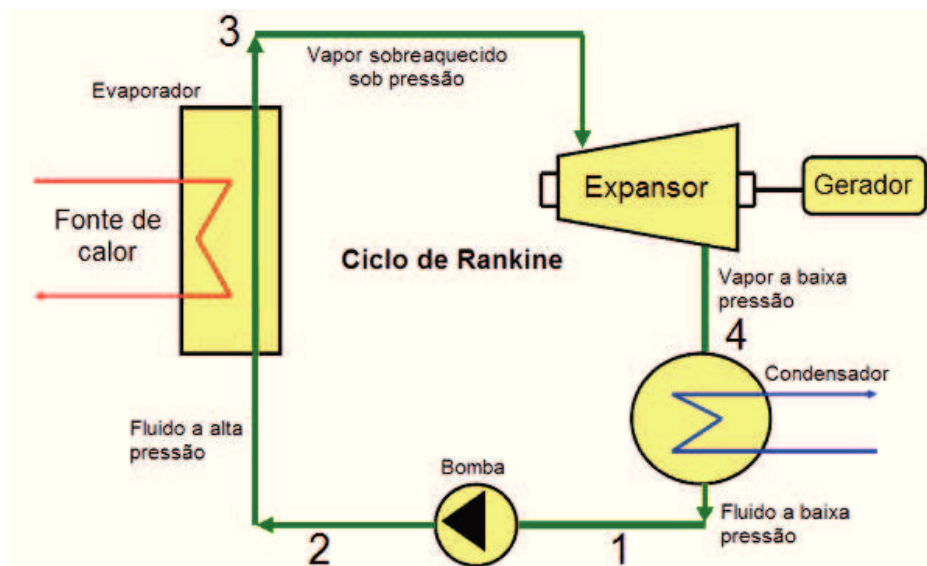 3
Vapor sobreaquecido
sob pressão
Evaporador
Expansor
Gerador
Fonte de
calor
Ciclo de Rankine
Vapor a baixa
pressão
4
Condensador
Fluido a alta
pressão
Bomba
Fluido a baixa
pressão
2
1